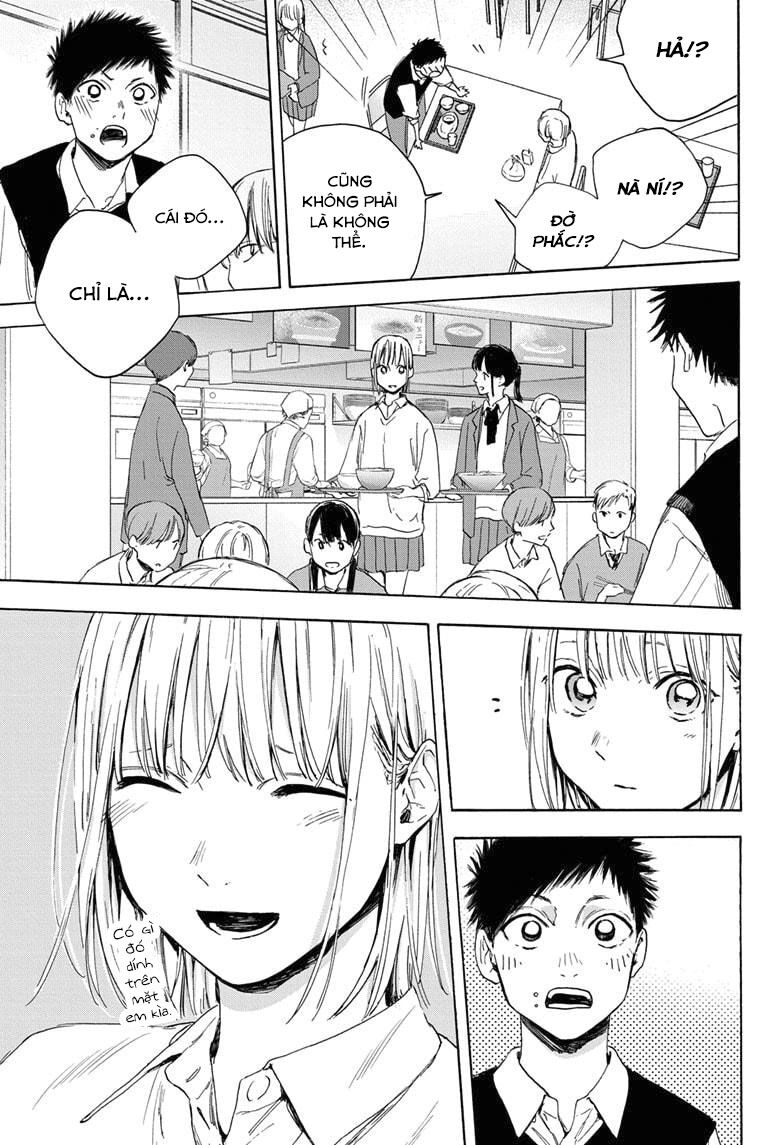 HẢ!?
NÀ NÍ!?
ĐỜ
PHẮC!?
CŨNG
KHÔNG PHẢI
LÀ KHÔNG
THỂ.
CÁI ĐÓ...
CHỈ LÀ...
Có gì
đó
dính
trên
mặt
em kìa.